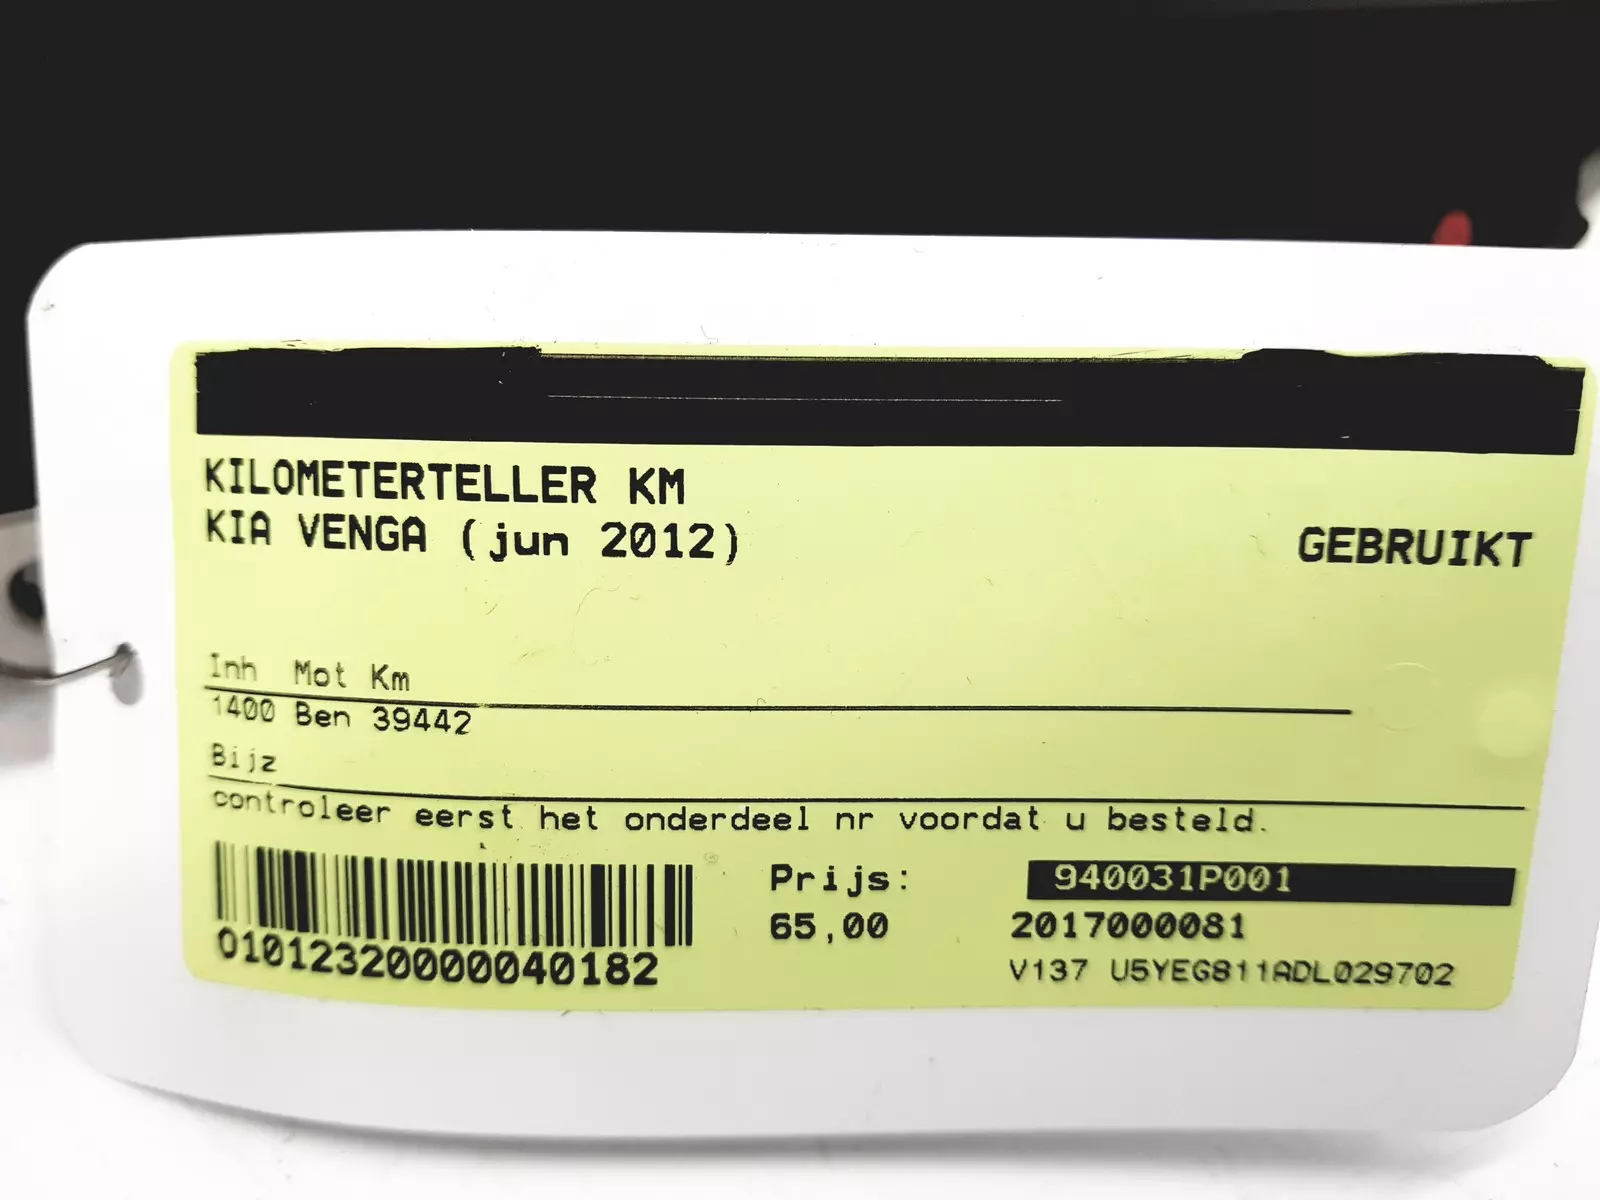 KILOMETERTELLER KM
KIA VENGA (jun 2012)
GEBRUIKT
Inh Mot Km
1400 Ben 39442
Bijz
controleer eerst het onderdeel nr voordat u besteld.
Prijs:
940031P001
65,00
2017000081
V137 U5YEG811ADL029702
01012320000040182